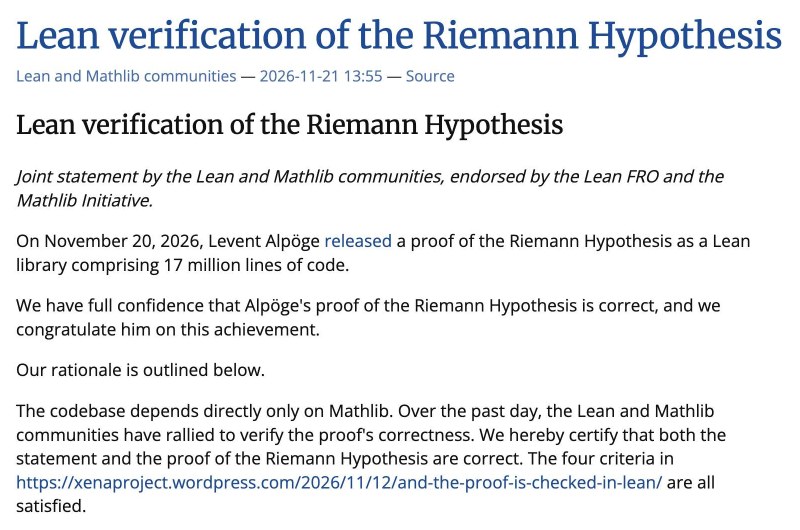 Lean verification of the Riemann Hypothesis
Lean and Mathlib communities — 2026-11-21 13:55 — Source
Lean verification of the Riemann Hypothesis
Joint statement by the Lean and Mathlib communities, endorsed by the Lean FRO and the
Mathlib Initiative.
On November 20, 2026, Levent Alpöge released a proof of the Riemann Hypothesis as a Lean
library comprising 17 million lines of code.
We have full confidence that Alpöge's proof of the Riemann Hypothesis is correct, and we
congratulate him on this achievement.
Our rationale is outlined below.
The codebase depends directly only on Mathlib. Over the past day, the Lean and Mathlib
communities have rallied to verify the proof's correctness. We hereby certify that both the
statement and the proof of the Riemann Hypothesis are correct. The four criteria in
https://xenaproject.wordpress.com/2026/11/12/and-the-proof-is-checked-in-lean/ are all
satisfied.